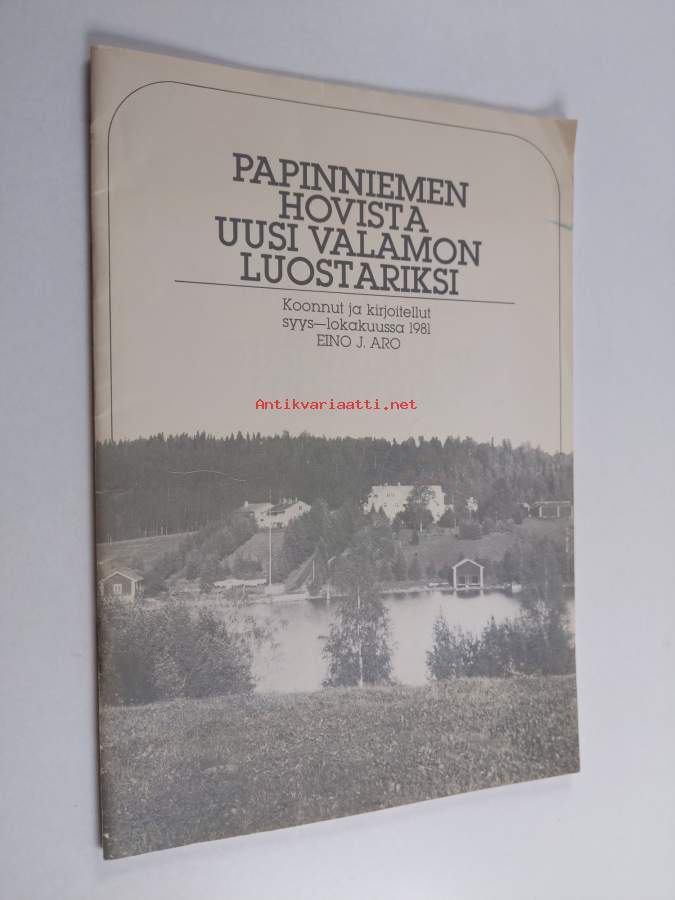 PAPINNIEMEN
HOVISTA
UUSI VALAMON
LUOSTARIKSI
Koonnut ja kirjoitellut
syys—lokakuussa 1981
EINO J. ARO
Antikvariaatti.net